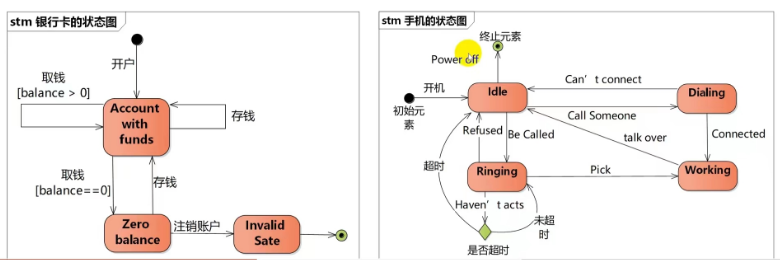 stm 银行卡的状态图
开户
取钱
[balance > 0]
Account
with
funds
存钱
取钱
[balance==0]
存钱
Zero
balance
注销账户
Invalid
Sate
stm 手机的状态图
终止元素
Power off
开机
初始元
素
Idle
Can't connect
Dialing
Call Someone
Refused
Be Called
talk over
Connected
超时
Ringing
Pick
Working
Haven't acts
未超
时
是否超时